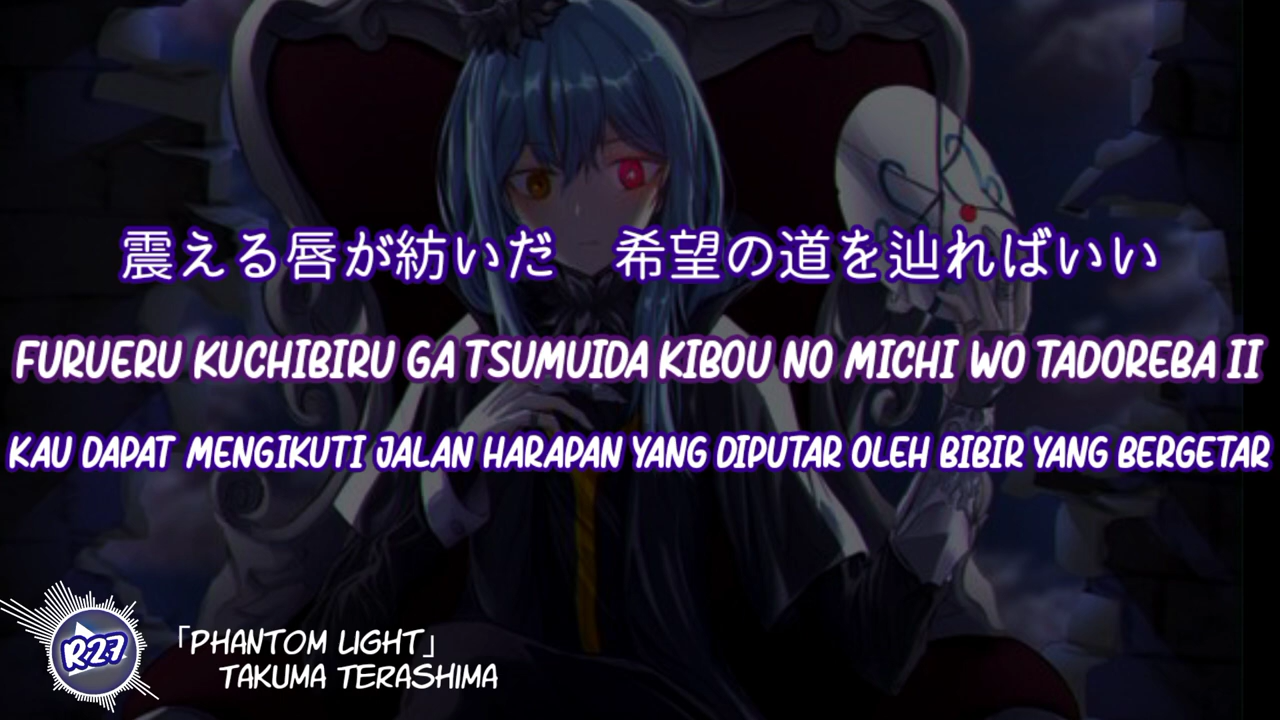 震える唇が紡いだ　希望の道を辿ればいい
FURUERU KUCHIBIRU GA TSUMUIDA KIBOU NO MICHI WO TADOREBA II
KAU DAPAT MENGIKUTI JALAN HARAPAN YANG DIPUTAR OLEH BIBIR YANG BERGETAR
R27
「PHANTOM LIGHT」
TAKUMA TERASHIMA